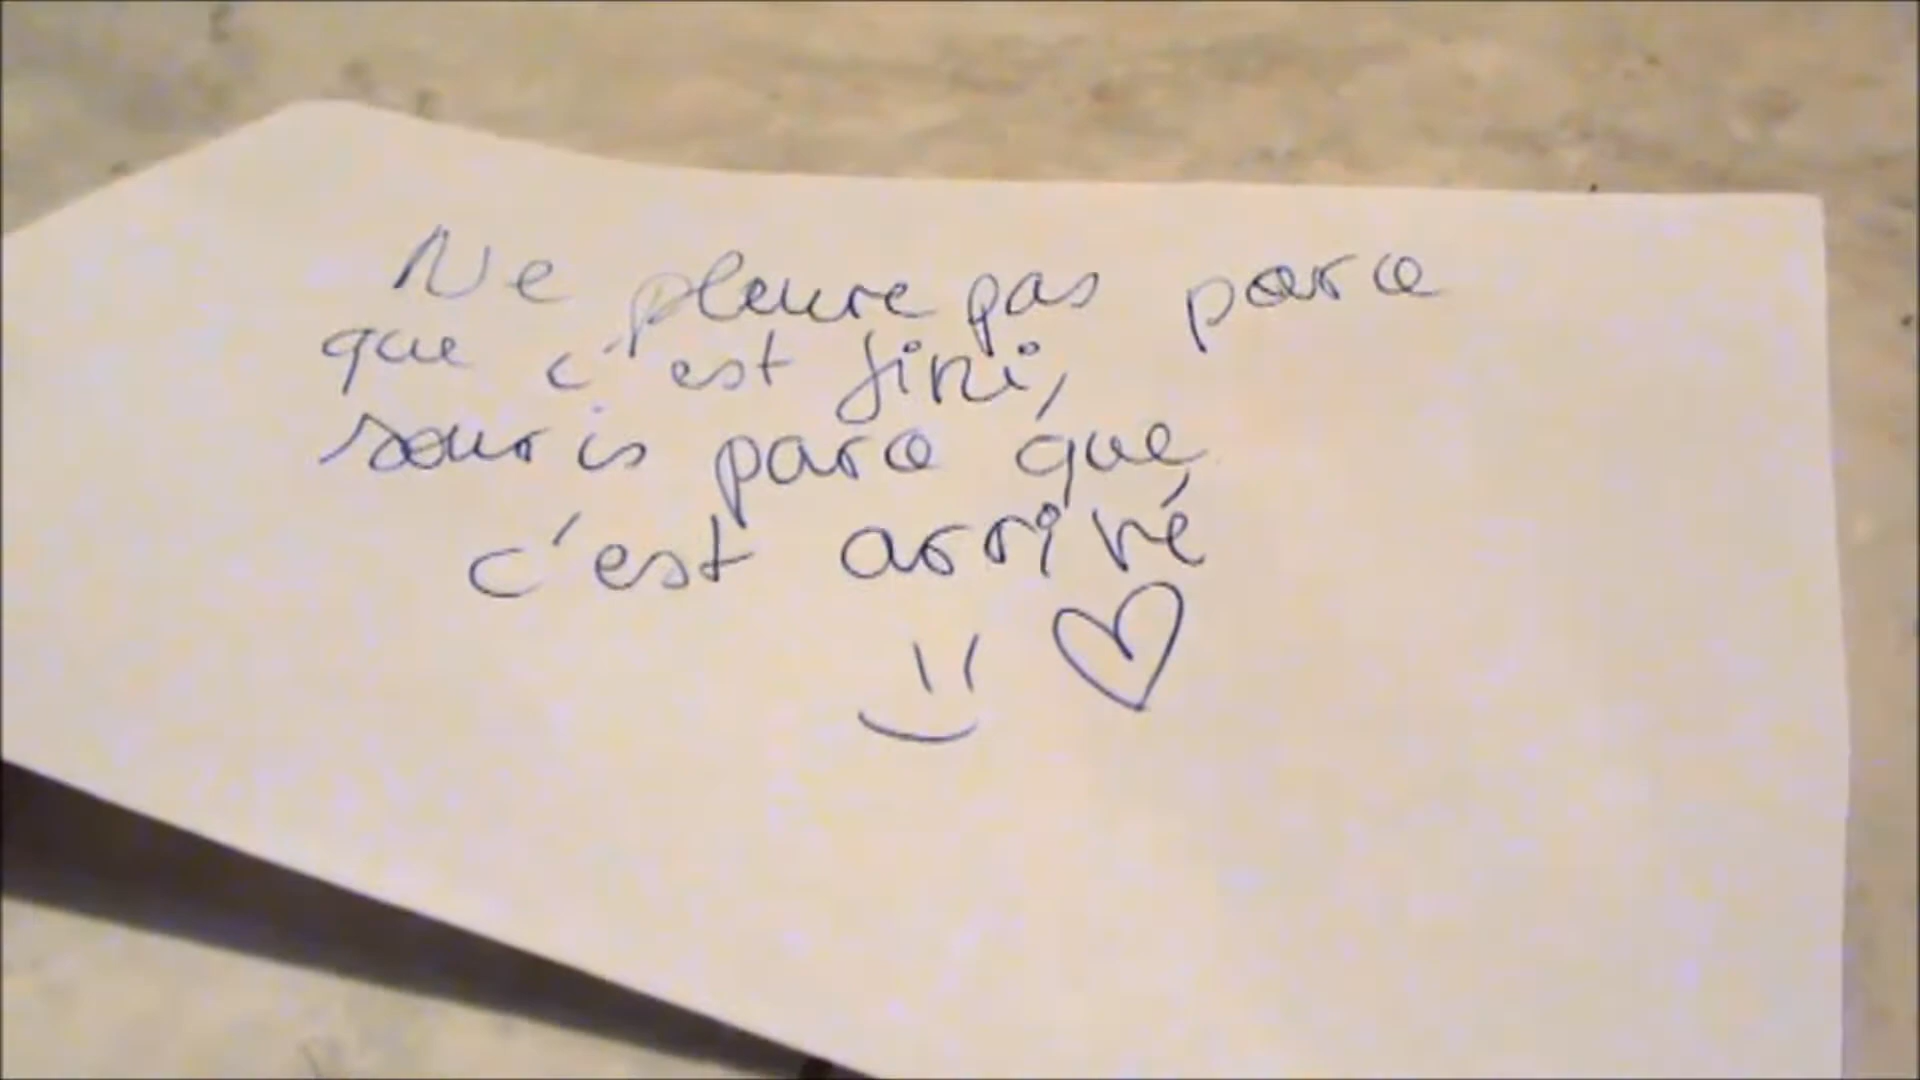 Ne pleure pas parce
que c'est fini,
souris parce que
c'est arrivé